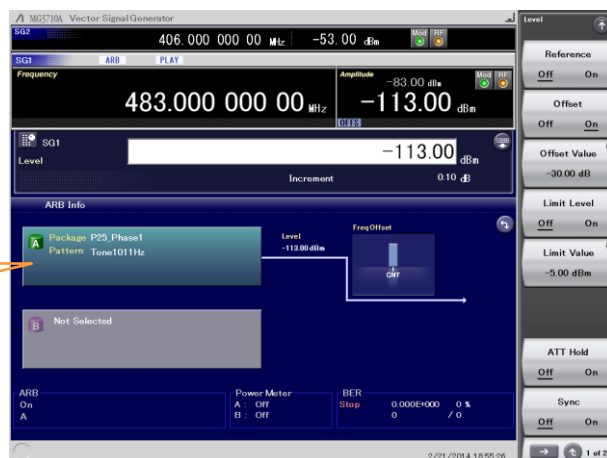 MG3710A Vector Signal Generator
SG2
406. 000 000 00 MHz -53. 00 dBm Mod RF
SG1 ARB PLAY
Frequency
483.000 000 00 MHz
Amplitude
-83.00 dBm Mod RF
-113.00 dBm
OFFS
SG1
Level
-113.00 dBm
Increment 0.10 dB
ARB Info
A
Package P25_Phase1
Pattern Tone1011Hz
Level
-113.00 dBm
FreqOffset
CNT
B
Not Selected
ARB
On
A
Power Meter
A : Off
B : Off
BER
Stop 0.000E+000 0 %
0 / 0
2/21/2014 18:55:26
Level
Reference
Off On
Offset
Off On
Offset Value
-30.00 dB
Limit Level
Off On
Limit Value
-5.00 dBm
ATT Hold
Off On
Sync
Off On
1 of 2